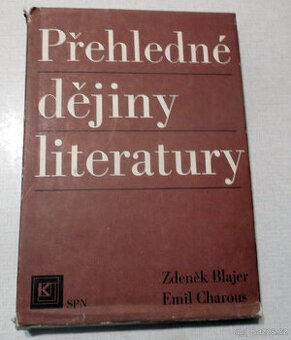 Přehledné
dějiny
literatury
Zdeněk Blajer
Emil Charous
K
SPN